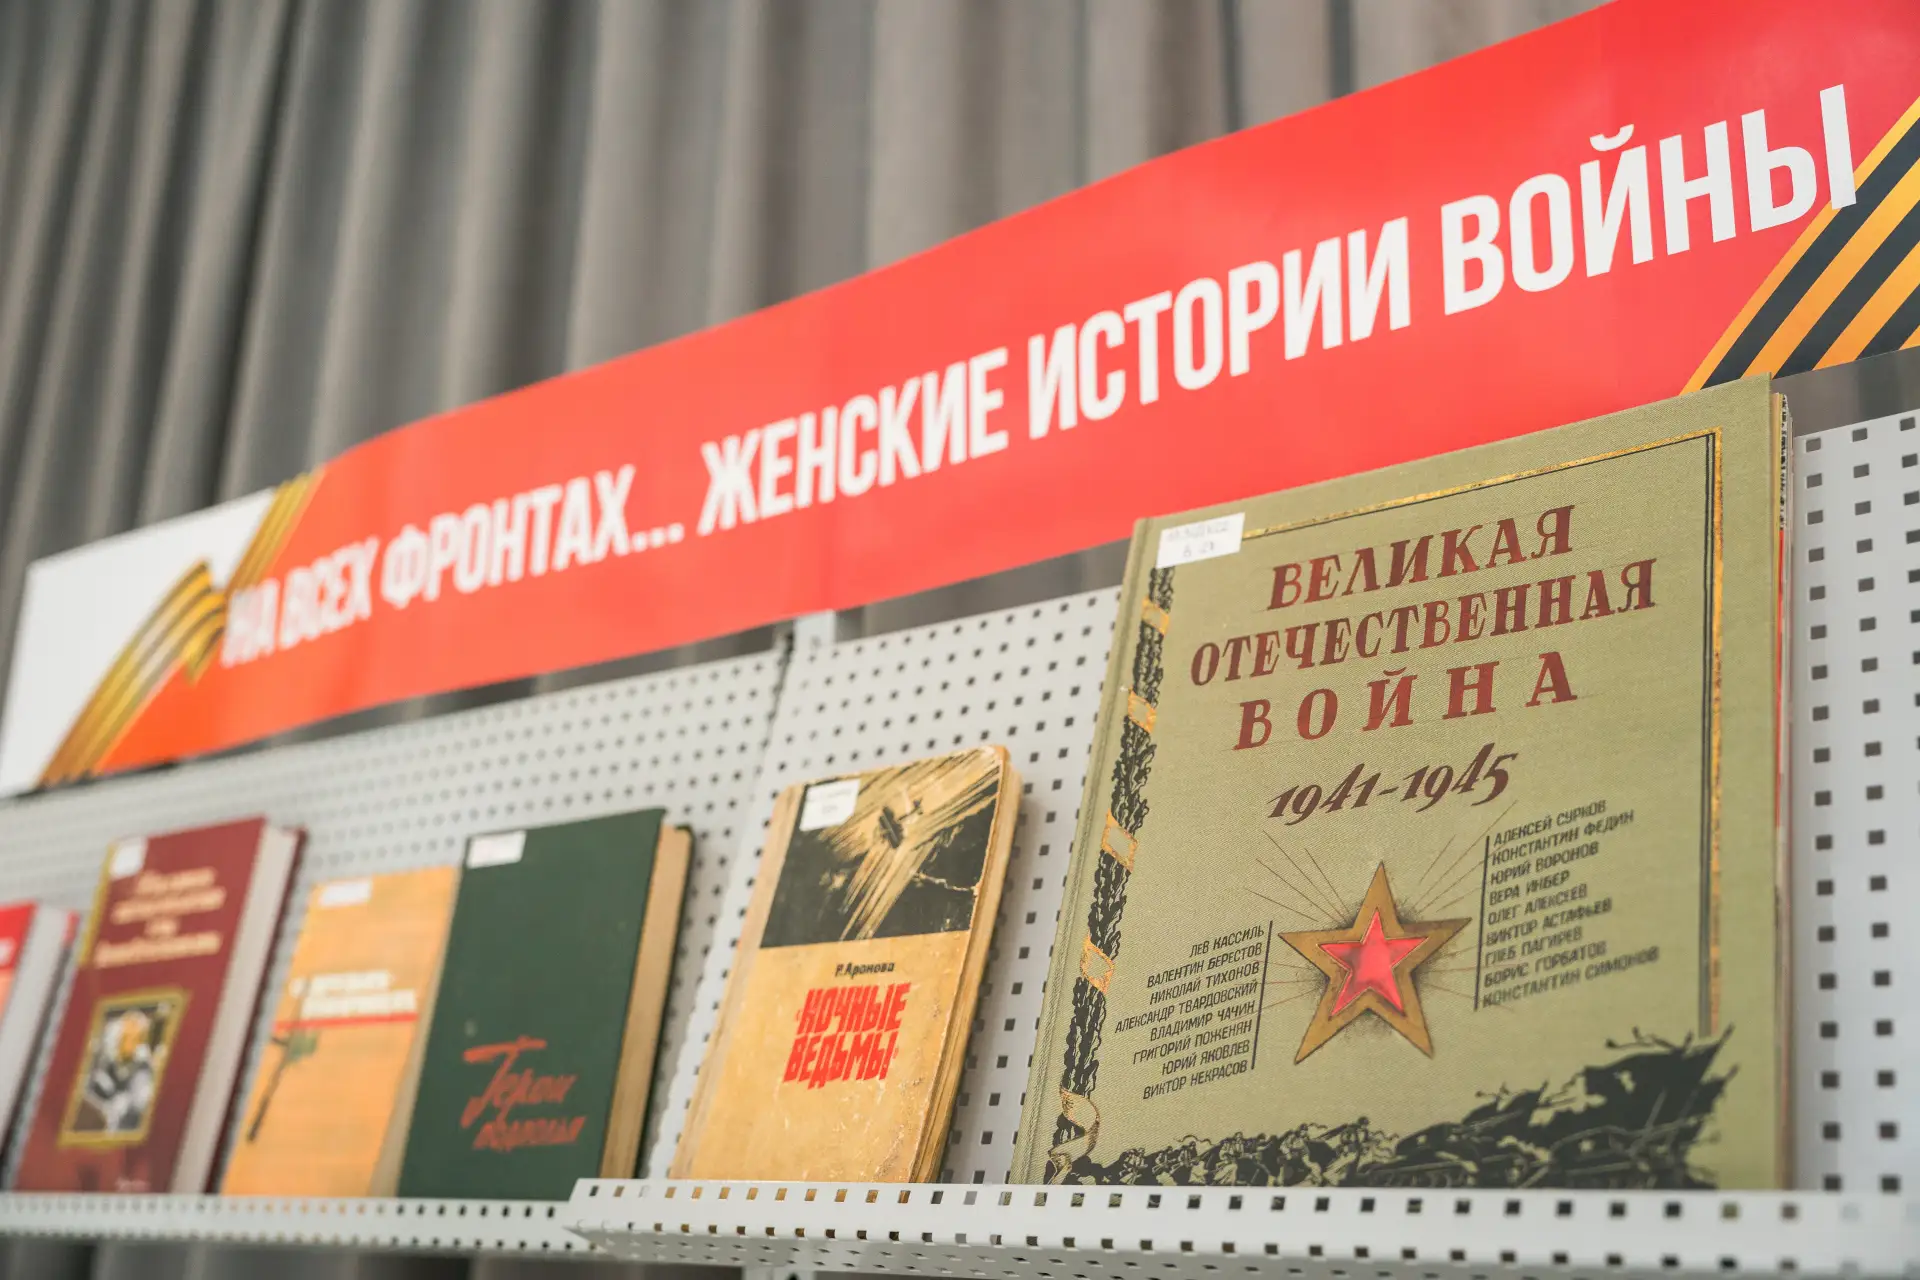 НА ВСЕХ ФРОНТАХ... ЖЕНСКИЕ ИСТОРИИ ВОЙНЫ
ВЕЛИКАЯ
ОТЕЧЕСТВЕННАЯ
ВОЙНА
1941-1945
АЛЕКСЕЙ СУРКОВ
КОНСТАНТИН ФЕДИН
ЮРИЙ ВОРОНОВ
ВЕРА ИНБЕР
ОЛЕГ АЛЕКСЕЕВ
ВИКТОР АСТАФЬЕВ
ГЛЕБ ПАГИРЕВ
БОРИС ГОРБАТОВ
КОНСТАНТИН СИМОНОВ
ЛЕВ КАССИЛЬ
ВАЛЕНТИН БЕРЕСТОВ
НИКОЛАЙ ТИХОНОВ
АЛЕКСАНДР ТВАРДОВСКИЙ
ВЛАДИМИР ЧАЧИН
ГРИГОРИЙ ПОЖЕНЯН
ЮРИЙ ЯКОВЛЕВ
ВИКТОР НЕКРАСОВ
Р. Аронова
«НОЧНЫЕ
ВЕДЬМЫ»
Герои
подполья